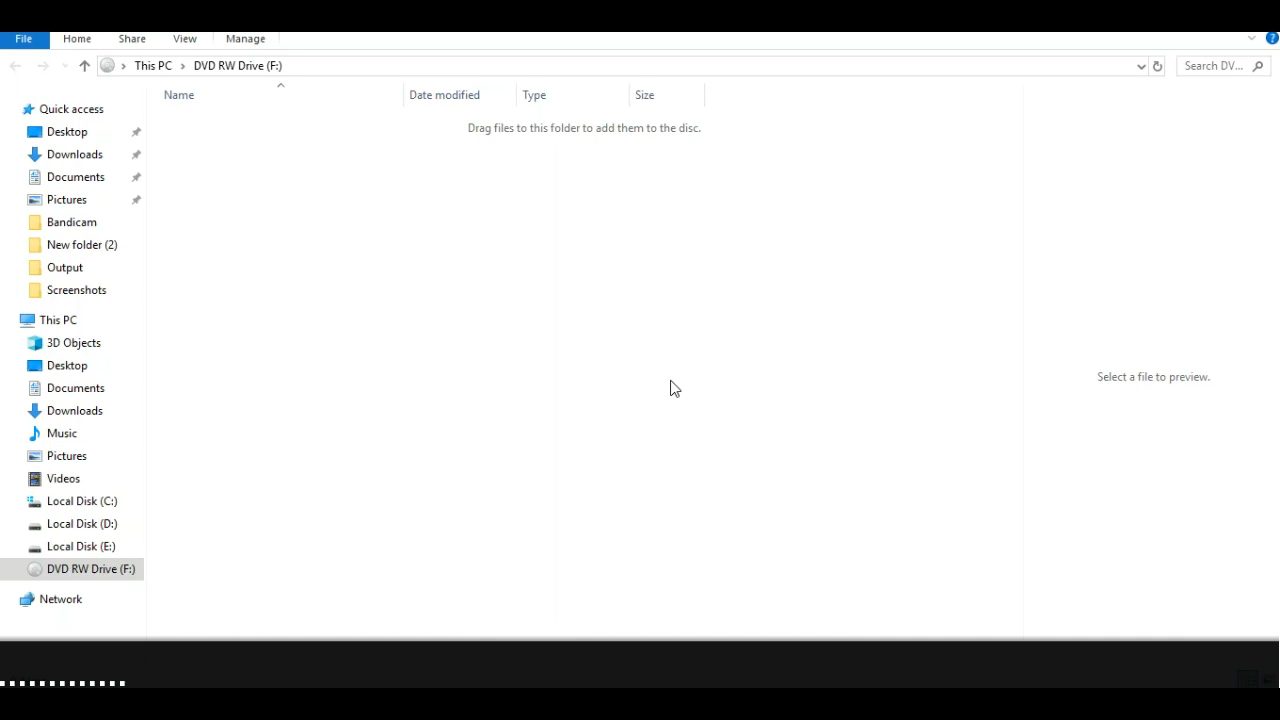 File Home Share View Manage
This PC DVD RW Drive (F:) Search DV...
Name Date modified Type Size
Drag files to this folder to add them to the disc.
Quick access
Desktop
Downloads
Documents
Pictures
Bandicam
New folder (2)
Output
Screenshots
This PC
3D Objects
Desktop
Documents
Downloads
Music
Pictures
Videos
Local Disk (C:)
Local Disk (D:)
Local Disk (E:)
DVD RW Drive (F:)
Network
Select a file to preview.